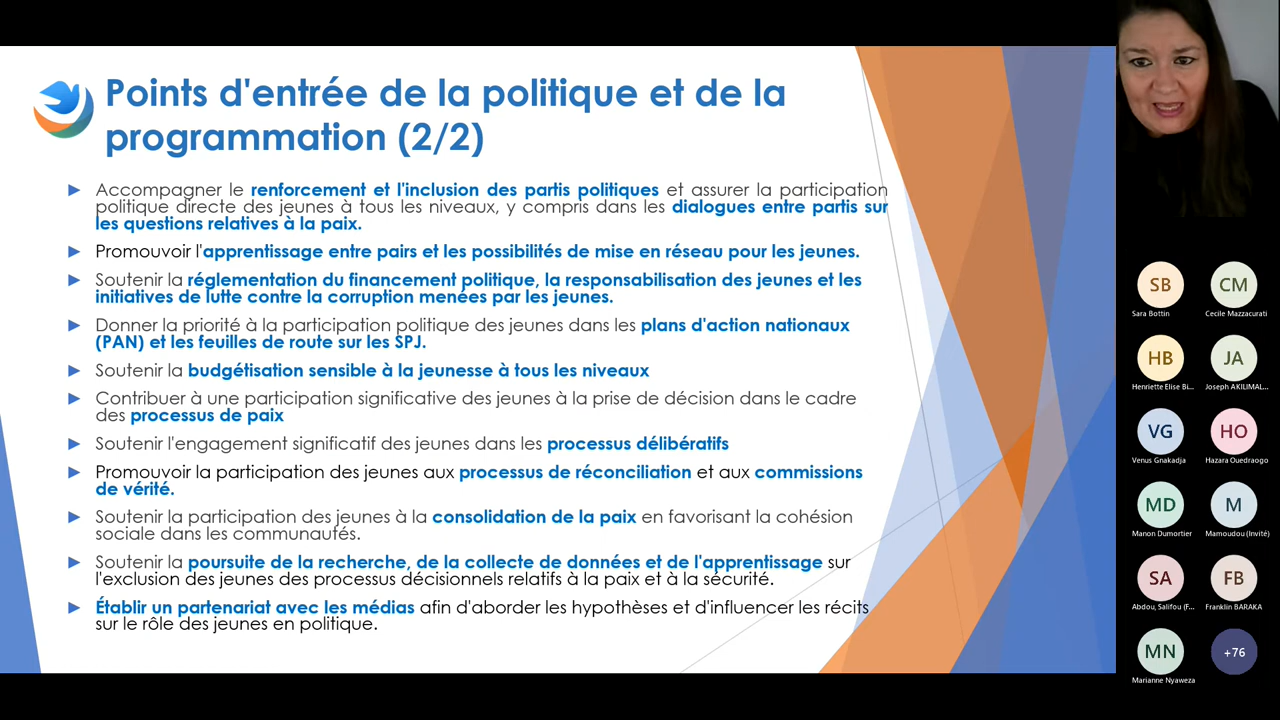 Points d'entrée de la politique et de la
programmation (2/2)
Accompagner le renforcement et l'inclusion des partis politiques et assurer la participation
politique directe des jeunes à tous les niveaux, y compris dans les dialogues entre partis sur
les questions relatives à la paix.
Promouvoir l'apprentissage entre pairs et les possibilités de mise en réseau pour les jeunes.
Soutenir la réglementation du financement politique, la responsabilisation des jeunes et les
initiatives de lutte contre la corruption menées par les jeunes.
Donner la priorité à la participation politique des jeunes dans les plans d'action nationaux
(PAN) et les feuilles de route sur les SPJ.
Soutenir la budgétisation sensible à la jeunesse à tous les niveaux
Contribuer à une participation significative des jeunes à la prise de décision dans le cadre
des processus de paix
Soutenir l'engagement significatif des jeunes dans les processus délibératifs
Promouvoir la participation des jeunes aux processus de réconciliation et aux commissions
de vérité.
Soutenir la participation des jeunes à la consolidation de la paix en favorisant la cohésion
sociale dans les communautés.
Soutenir la poursuite de la recherche, de la collecte de données et de l'apprentissage sur
l'exclusion des jeunes des processus décisionnels relatifs à la paix et à la sécurité.
Établir un partenariat avec les médias afin d'aborder les hypothèses et d'influencer les récits
sur le rôle des jeunes en politique.
SB
Sara Bottin
CM
Cecile Mazzacurati
HB
Henriette Elise Bi...
JA
Joseph AKILIMAL...
VG
Venus Gnakadja
HO
Hazara Ouedraogo
MD
Manon Dumortier
M
Mamoudou (Invité)
SA
Abdou, Salifou (F...
FB
Franklin BARAKA
MN
Marianne Nyaweza
+76